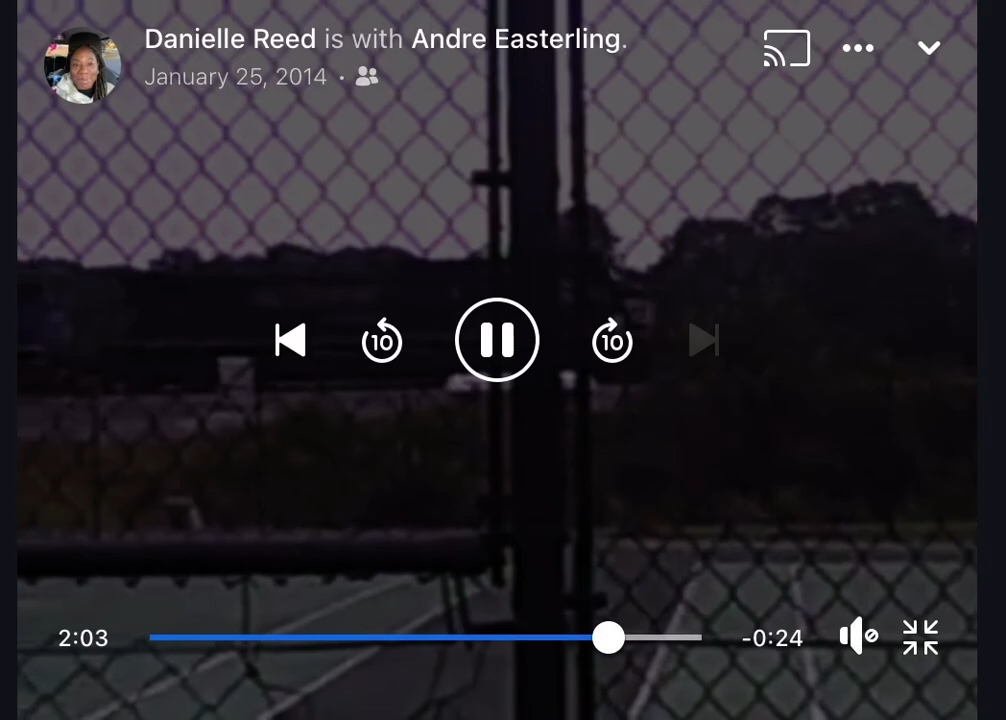 Danielle Reed is with Andre Easterling.
January 25, 2014 ·
10
10
2:03
-0:24